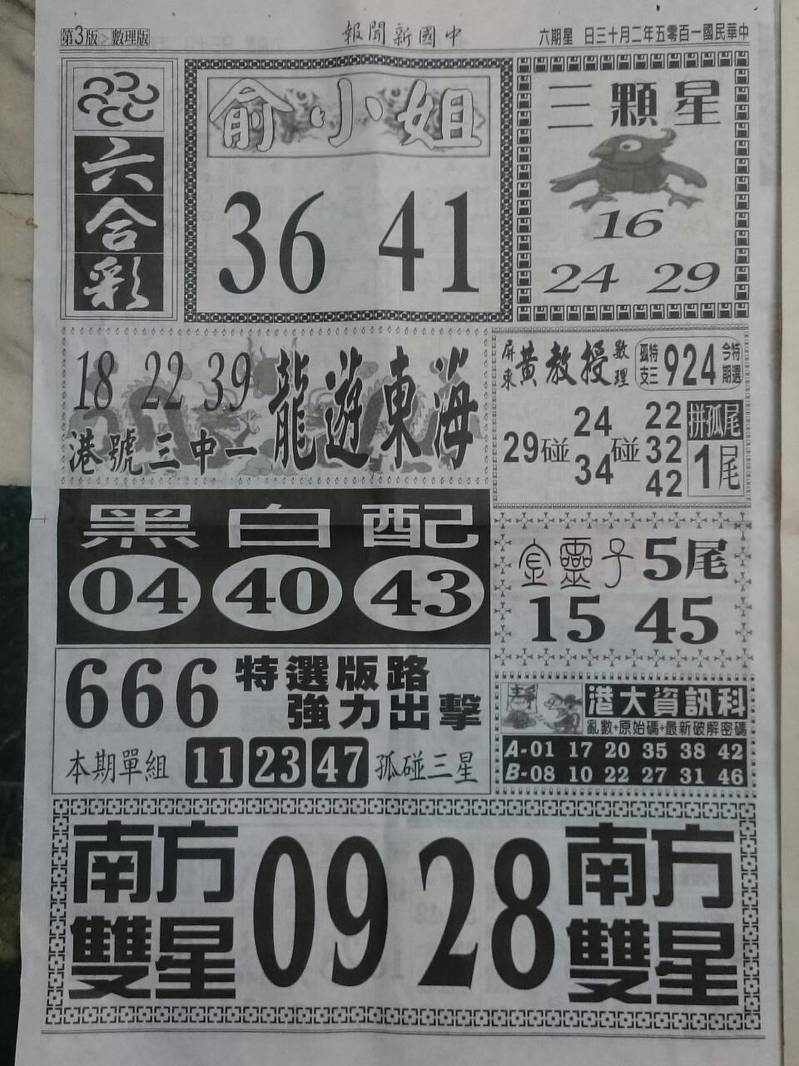 第3版＞數理版
報聞新國中
六期星 日三十月二年五零百一國民華中
六合彩
俞小姐
36 41
三顆星
16
24 29
18 22 39
港號三中一
龍遊東海
屏東黃教授數理
孤特支三 924 今特期選
29碰
24
34
碰
22
32
42
拼孤尾
1尾
黑白配
04 40 43
金靈子 5尾
15 45
666 特選版路
強力出擊
本期單組 11 23 47 孤碰三星
港大資訊科
亂數+原始碼+最新破解密碼
A-01 17 20 35 38 42
B-08 10 22 27 31 46
南方
雙星
09 28
南方
雙星